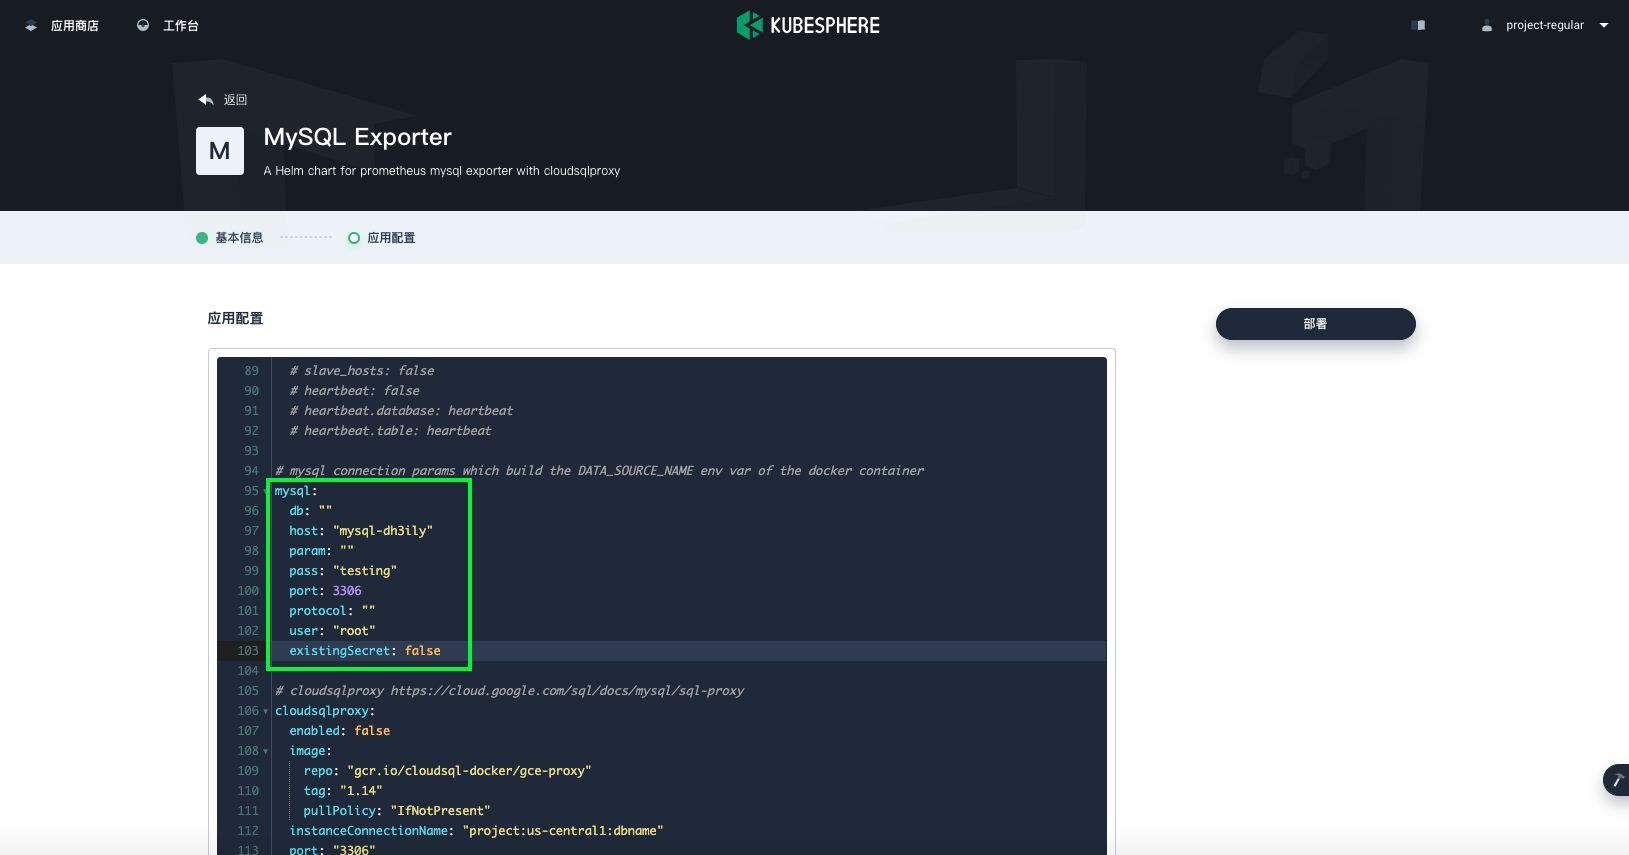 应用商店
工作台
KUBESPHERE
project-regular
返回
M
MySQL Exporter
A Helm chart for prometheus mysql exporter with cloudsqlproxy
基本信息
应用配置
应用配置
部署
89 # slave_hosts: false
90 # heartbeat: false
91 # heartbeat.database: heartbeat
92 # heartbeat.table: heartbeat
93
94 # mysql connection params which build the DATA_SOURCE_NAME env var of the docker container
95 mysql:
96 db: ""
97 host: "mysql-dh3ily"
98 param: ""
99 pass: "testing"
100 port: 3306
101 protocol: ""
102 user: "root"
103 existingSecret: false
104
105 # cloudsqlproxy https://cloud.google.com/sql/docs/mysql/sql-proxy
106 cloudsqlproxy:
107 enabled: false
108 image:
109 repo: "gcr.io/cloudsql-docker/gce-proxy"
110 tag: "1.14"
111 pullPolicy: "IfNotPresent"
112 instanceConnectionName: "project:us-central1:dbname"
113 port: "3306"